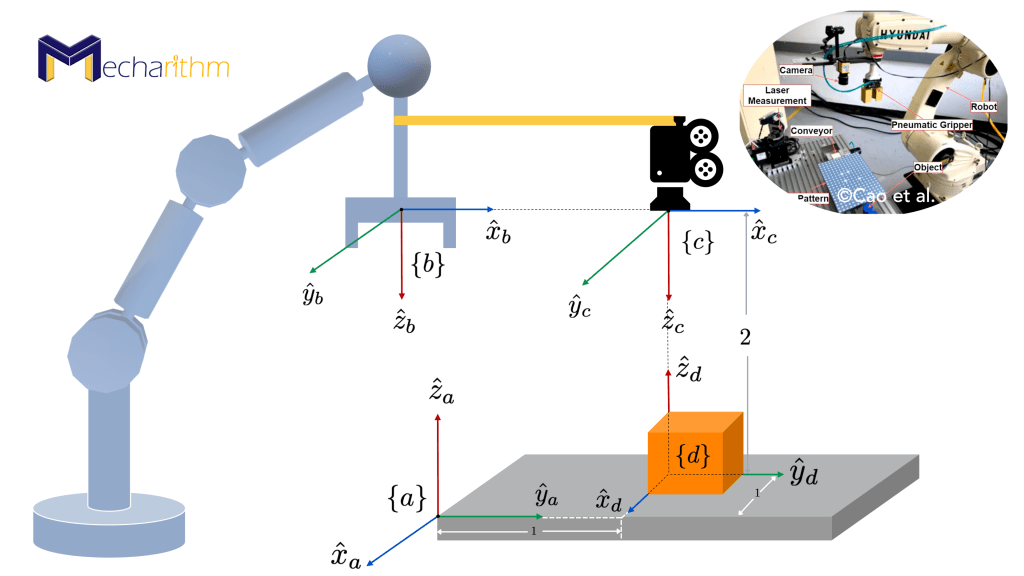 Mecharithm
HYUNDAI
Camera
Laser
Measurement
Robot
Pneumatic Gripper
Conveyor
Object
©Cao et al.
Pattern
x̂_b
x̂_c
{b}
{c}
ŷ_b
ŷ_c
ẑ_b
ẑ_c
2
ẑ_d
ẑ_a
{d}
{a}
ŷ_a
x̂_d
ŷ_d
1
1
x̂_a